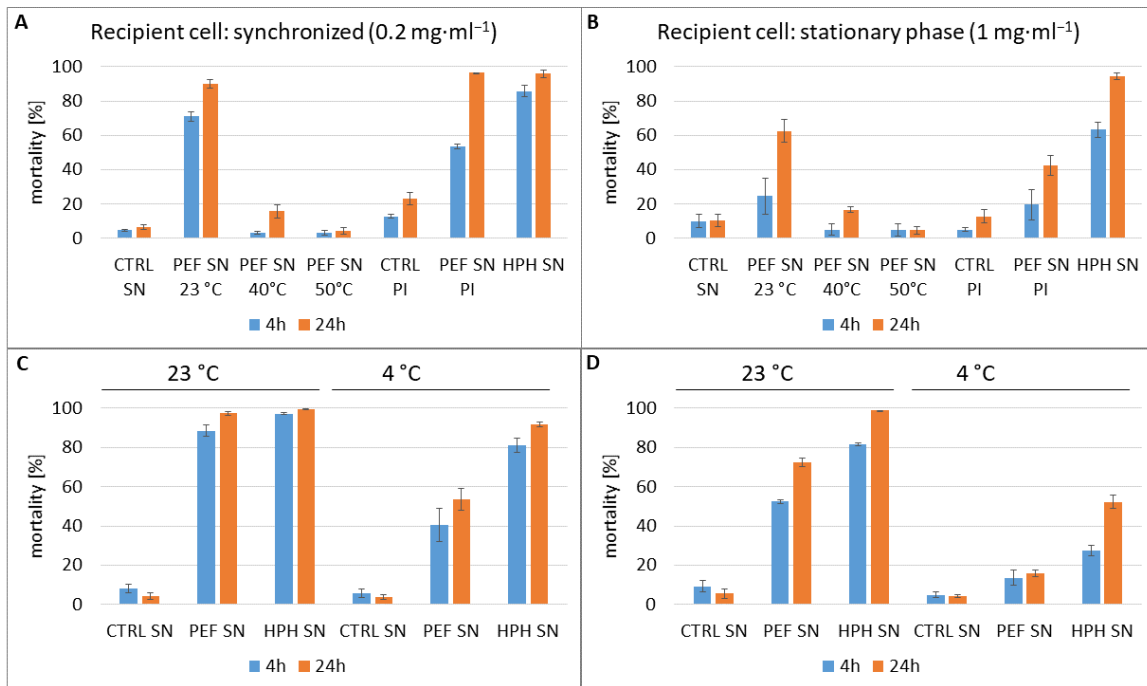 A
Recipient cell: synchronized (0.2 mg·ml⁻¹)
mortality [%]
100
80
60
40
20
0
CTRL SN
PEF SN 23 °C
PEF SN 40°C
PEF SN 50°C
CTRL PI
PEF SN PI
HPH SN
4h 24h
B
Recipient cell: stationary phase (1 mg·ml⁻¹)
mortality [%]
100
80
60
40
20
0
CTRL SN
PEF SN 23 °C
PEF SN 40°C
PEF SN 50°C
CTRL PI
PEF SN PI
HPH SN
4h 24h
C
23 °C 4 °C
mortality [%]
100
80
60
40
20
0
CTRL SN PEF SN HPH SN CTRL SN PEF SN HPH SN
4h 24h
D
23 °C 4 °C
mortality [%]
100
80
60
40
20
0
CTRL SN PEF SN HPH SN CTRL SN PEF SN HPH SN
4h 24h